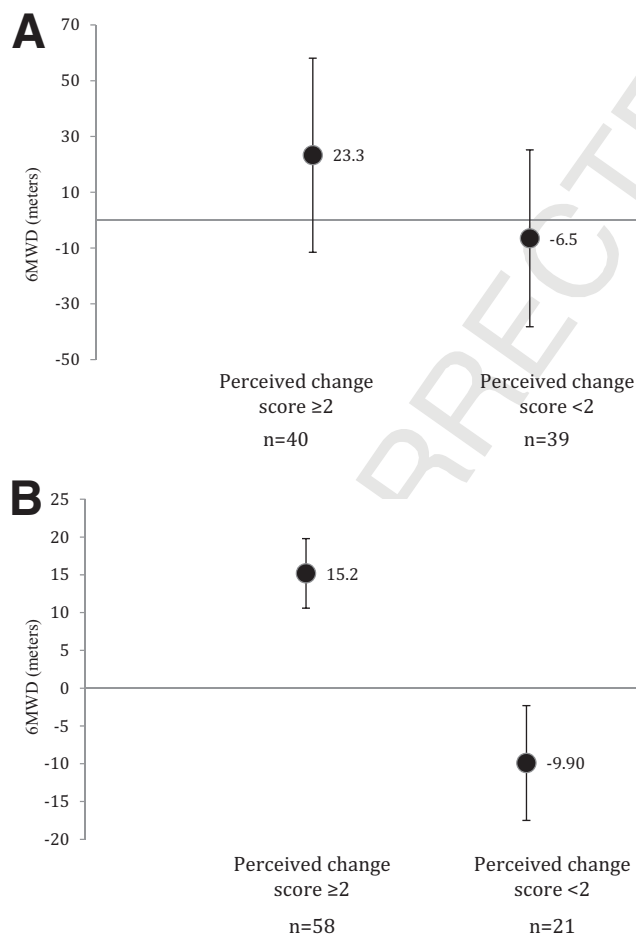 A
70
50
30
10
-10
-30
-50
6MWD (meters)
23.3
-6.5
Perceived change
score ≥2
n=40
Perceived change
score <2
n=39
RRECTE
B
25
20
15
10
5
0
-5
-10
-15
-20
6MWD (meters)
15.2
-9.90
Perceived change
score ≥2
n=58
Perceived change
score <2
n=21